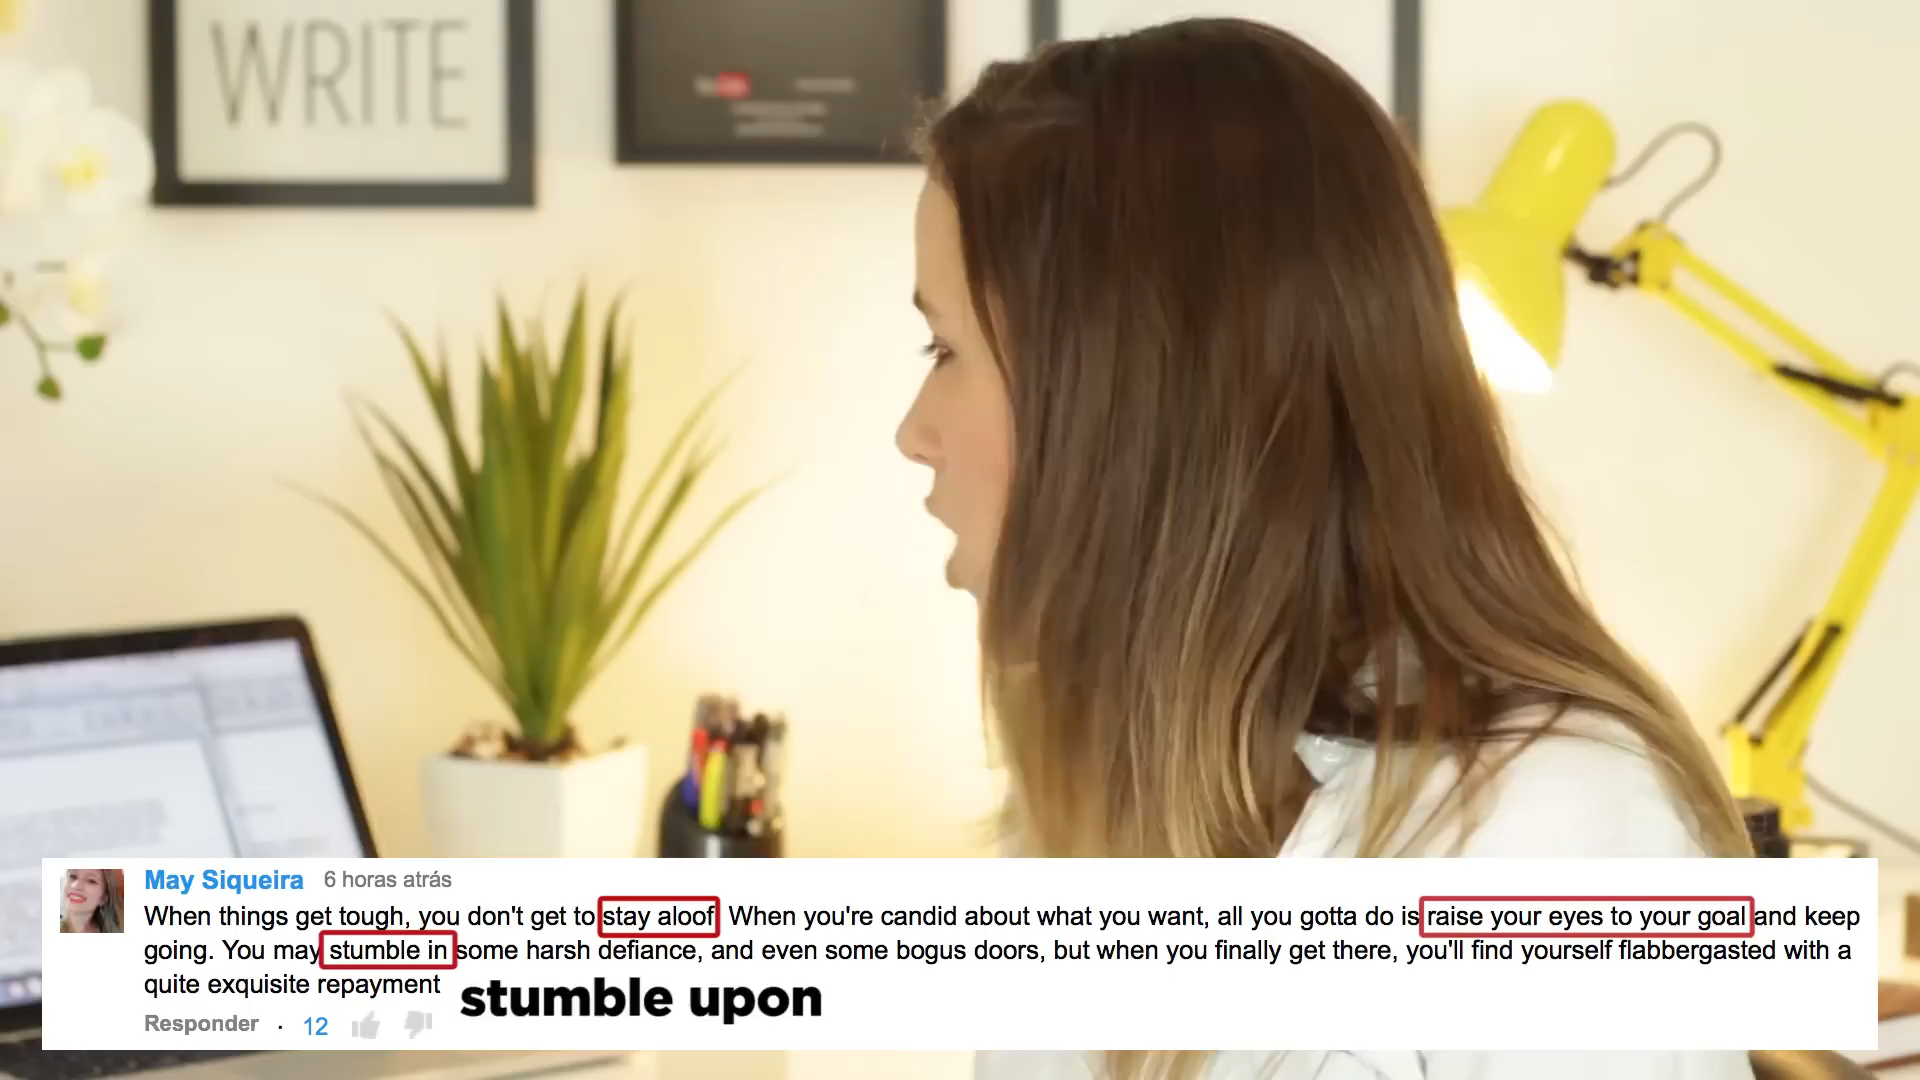 WRITE
May Siqueira 6 horas atrás
When things get tough, you don't get to stay aloof. When you're candid about what you want, all you gotta do is raise your eyes to your goal and keep
going. You may stumble in some harsh defiance, and even some bogus doors, but when you finally get there, you'll find yourself flabbergasted with a
quite exquisite repayment
stumble upon
Responder · 12